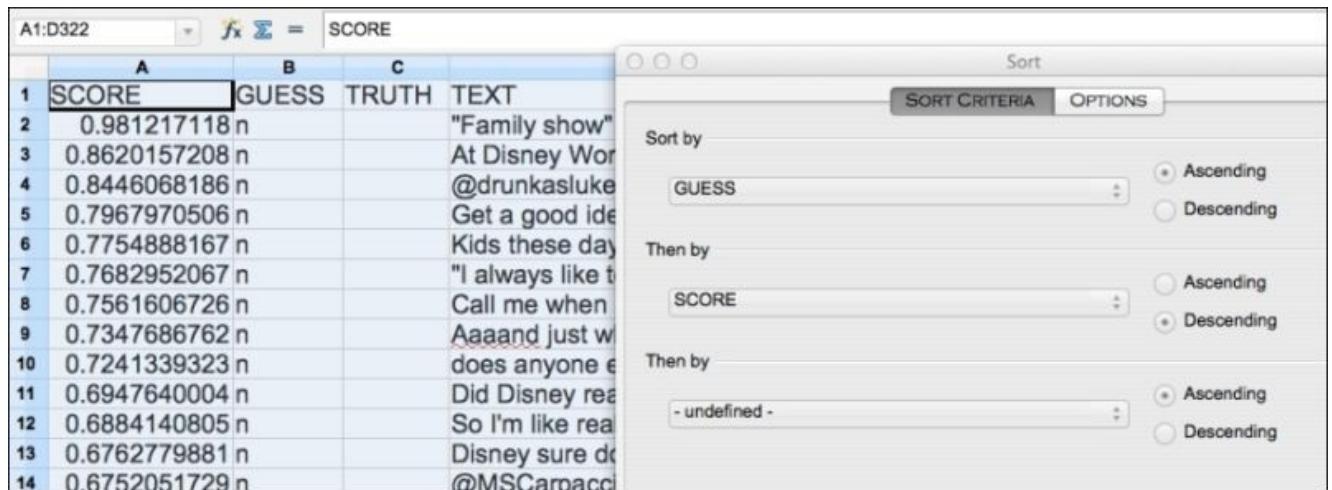 A1:D322 fx Σ = SCORE
A B C
1 SCORE GUESS TRUTH TEXT
2 0.981217118 n "Family show"
3 0.8620157208 n At Disney Wor
4 0.8446068186 n @drunkasluke
5 0.7967970506 n Get a good ide
6 0.7754888167 n Kids these day
7 0.7682952067 n "I always like t
8 0.7561606726 n Call me when
9 0.7347686762 n Aaaand just w
10 0.7241339323 n does anyone e
11 0.6947640004 n Did Disney rea
12 0.6884140805 n So I'm like rea
13 0.6762779881 n Disney sure do
14 0.6752051729 n @MSCarpacci
Sort
SORT CRITERIA OPTIONS
Sort by
GUESS
Ascending
Descending
Then by
SCORE
Ascending
Descending
Then by
- undefined -
Ascending
Descending